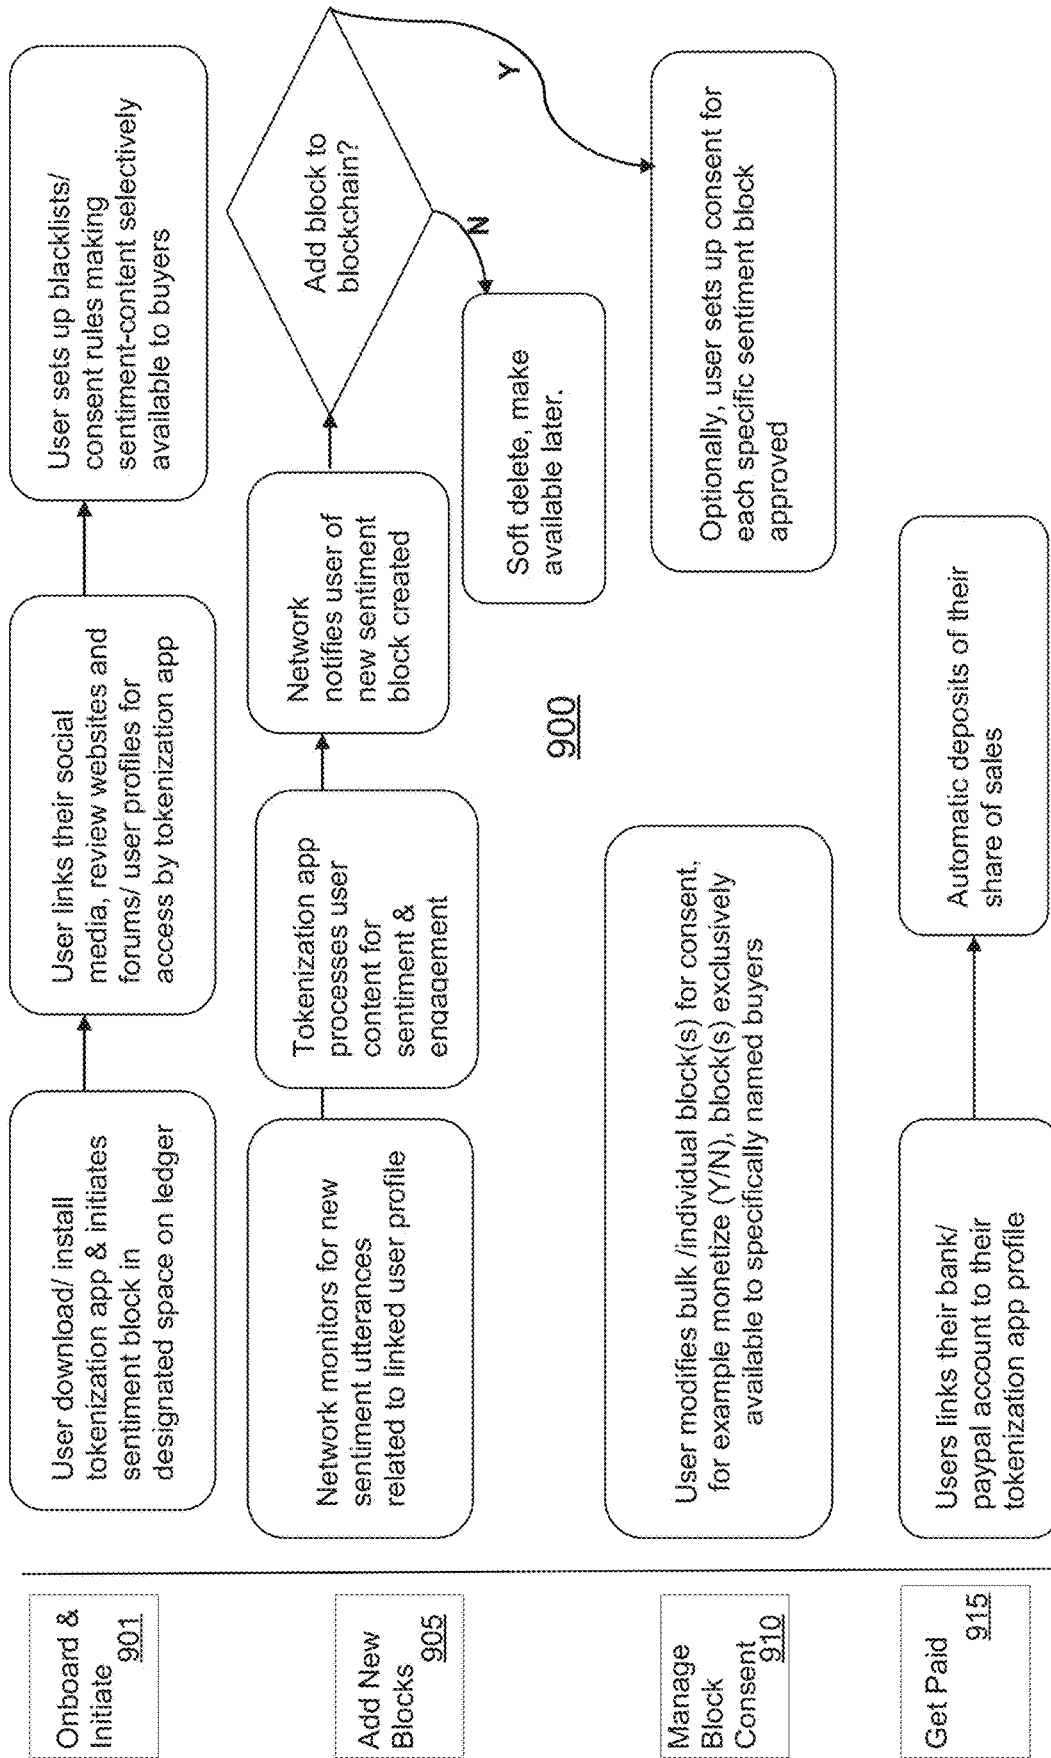 Onboard &
Initiate
901
User download/ install
tokenization app & initiates
sentiment block in
designated space on ledger
User links their social
media, review websites and
forums/ user profiles for
access by tokenization app
User sets up blacklists/
consent rules making
sentiment-content selectively
available to buyers
Add New
Blocks
905
Network monitors for new
sentiment utterances
related to linked user profile
Tokenization app
processes user
content for
sentiment &
engagement
Network
notifies user of
new sentiment
block created
Add block to
blockchain?
N
Y
Soft delete, make
available later.
900
Manage
Block
Consent
910
User modifies bulk /individual block(s) for consent,
for example monetize (Y/N), block(s) exclusively
available to specifically named buyers
Optionally, user sets up consent for
each specific sentiment block
approved
Get Paid
915
Users links their bank/
paypal account to their
tokenization app profile
Automatic deposits of their
share of sales